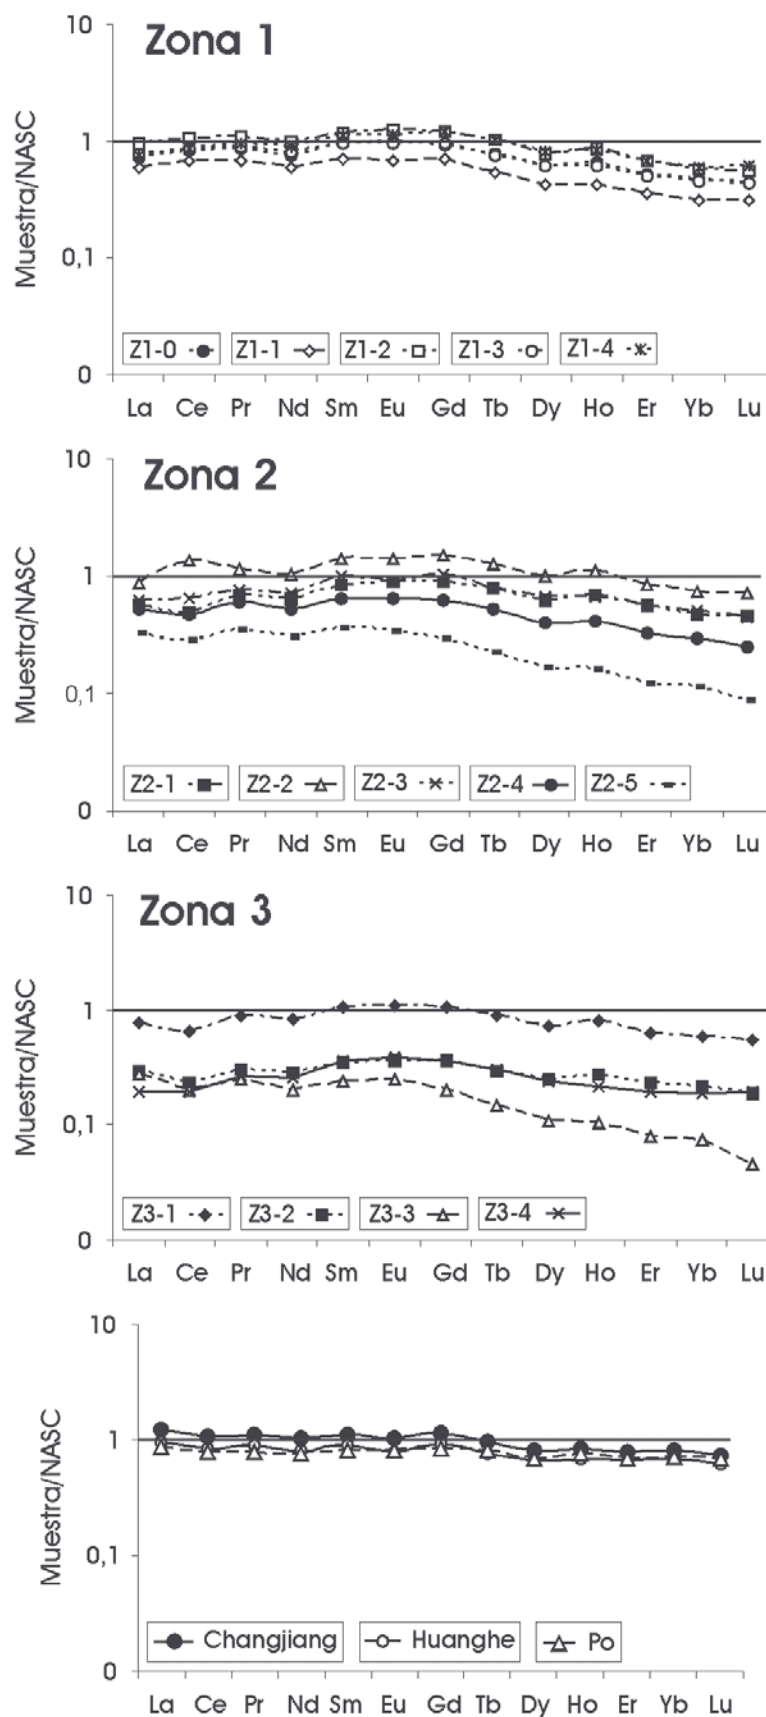 Zona 1
Muestra/NASC
10
1
0,1
0
Z1-0 Z1-1 Z1-2 Z1-3 Z1-4
La Ce Pr Nd Sm Eu Gd Tb Dy Ho Er Yb Lu
Zona 2
Muestra/NASC
10
1
0,1
0
Z2-1 Z2-2 Z2-3 Z2-4 Z2-5
La Ce Pr Nd Sm Eu Gd Tb Dy Ho Er Yb Lu
Zona 3
Muestra/NASC
10
1
0,1
0
Z3-1 Z3-2 Z3-3 Z3-4
La Ce Pr Nd Sm Eu Gd Tb Dy Ho Er Yb Lu
Muestra/NASC
10
1
0,1
0
Changjiang Huanghe Po
La Ce Pr Nd Sm Eu Gd Tb Dy Ho Er Yb Lu